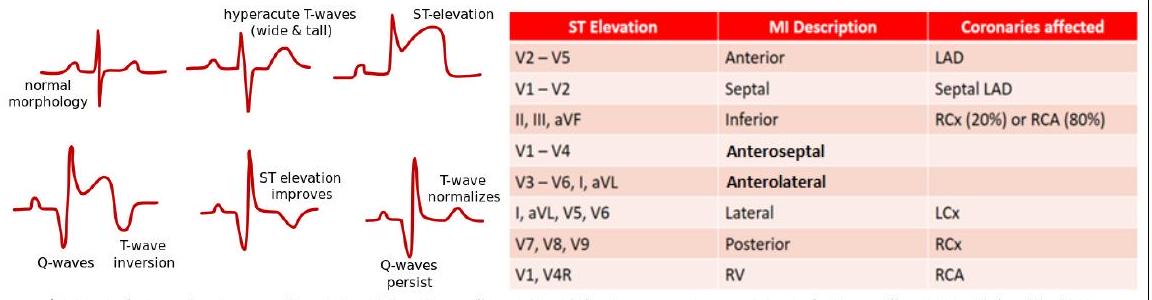 hyperacute T-waves
(wide & tall)
ST-elevation
normal
morphology
ST elevation
improves
T-wave
normalizes
Q-waves
T-wave
inversion
Q-waves
persist
ST Elevation MI Description Coronaries affected
V2 – V5 Anterior LAD
V1 – V2 Septal Septal LAD
II, III, aVF Inferior RCx (20%) or RCA (80%)
V1 – V4 Anteroseptal
V3 – V6, I, aVL Anterolateral
I, aVL, V5, V6 Lateral LCx
V7, V8, V9 Posterior RCx
V1, V4R RV RCA